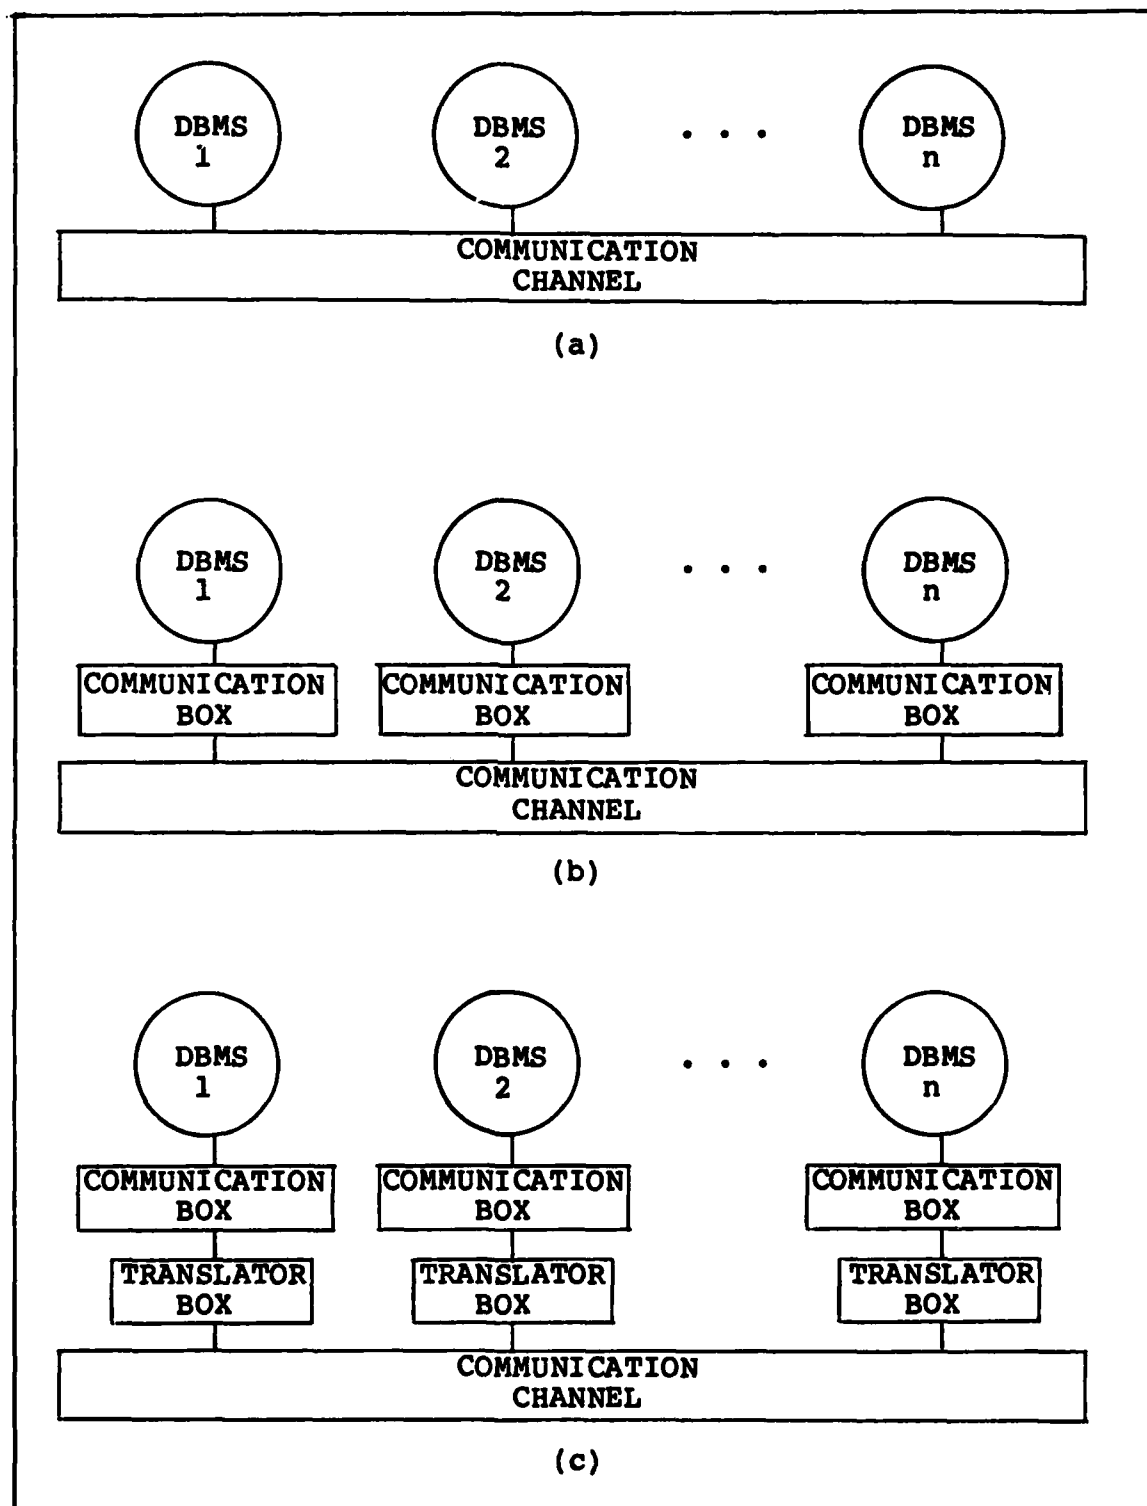 DBMS DBMS . . . DBMS
1 2 n
COMMUNICATION
CHANNEL
(a)
DBMS DBMS . . . DBMS
1 2 n
COMMUNICATION COMMUNICATION COMMUNICATION
BOX BOX BOX
COMMUNICATION
CHANNEL
(b)
DBMS DBMS . . . DBMS
1 2 n
COMMUNICATION COMMUNICATION COMMUNICATION
BOX BOX BOX
TRANSLATOR TRANSLATOR TRANSLATOR
BOX BOX BOX
COMMUNICATION
CHANNEL
(c)